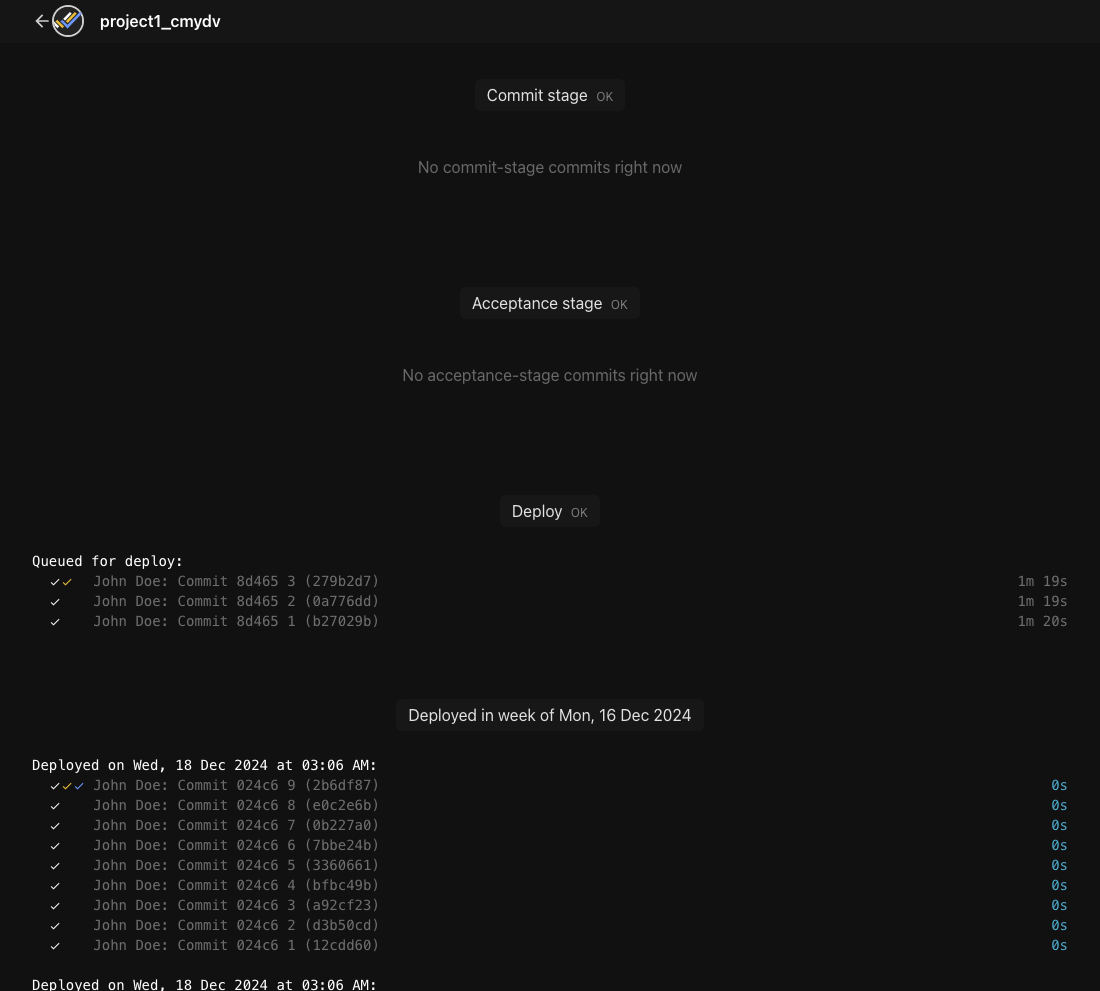 project1_cmydv
Commit stage OK
No commit-stage commits right now
Acceptance stage OK
No acceptance-stage commits right now
Deploy OK
Queued for deploy:
John Doe: Commit 8d465 3 (279b2d7) 1m 19s
John Doe: Commit 8d465 2 (0a776dd) 1m 19s
John Doe: Commit 8d465 1 (b27029b) 1m 20s
Deployed in week of Mon, 16 Dec 2024
Deployed on Wed, 18 Dec 2024 at 03:06 AM:
John Doe: Commit 024c6 9 (2b6df87) 0s
John Doe: Commit 024c6 8 (e0c2e6b) 0s
John Doe: Commit 024c6 7 (0b227a0) 0s
John Doe: Commit 024c6 6 (7bbe24b) 0s
John Doe: Commit 024c6 5 (3360661) 0s
John Doe: Commit 024c6 4 (bfbc49b) 0s
John Doe: Commit 024c6 3 (a92cf23) 0s
John Doe: Commit 024c6 2 (d3b50cd) 0s
John Doe: Commit 024c6 1 (12cdd60) 0s
Deployed on Wed, 18 Dec 2024 at 03:06 AM: